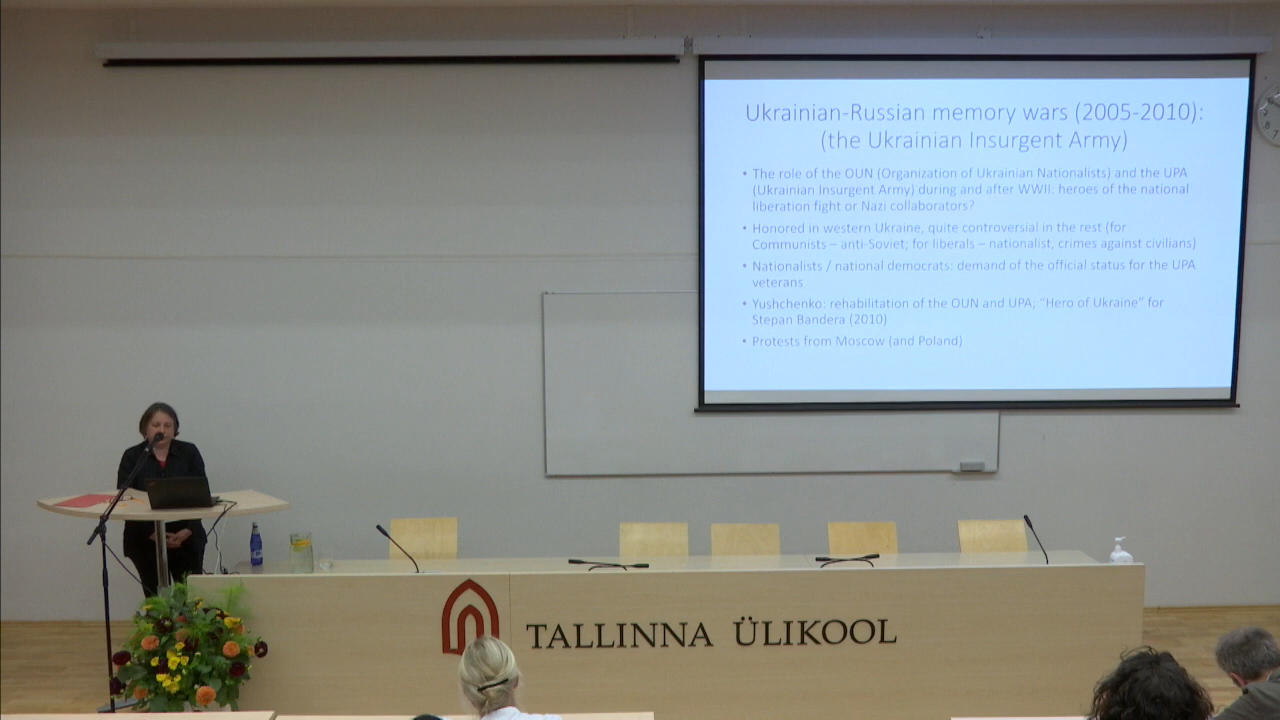 Ukrainian-Russian memory wars (2005-2010):
(the Ukrainian Insurgent Army)
• The role of the OUN (Organization of Ukrainian Nationalists) and the UPA
(Ukrainian Insurgent Army) during and after WWII: heroes of the national
liberation fight or Nazi collaborators?
• Honored in western Ukraine, quite controversial in the rest (for
Communists – anti-Soviet; for liberals – nationalist, crimes against civilians)
• Nationalists / national democrats: demand of the official status for the UPA
veterans
• Yushchenko: rehabilitation of the OUN and UPA; “Hero of Ukraine” for
Stepan Bandera (2010)
• Protests from Moscow (and Poland)
TALLINNA ÜLIKOOL